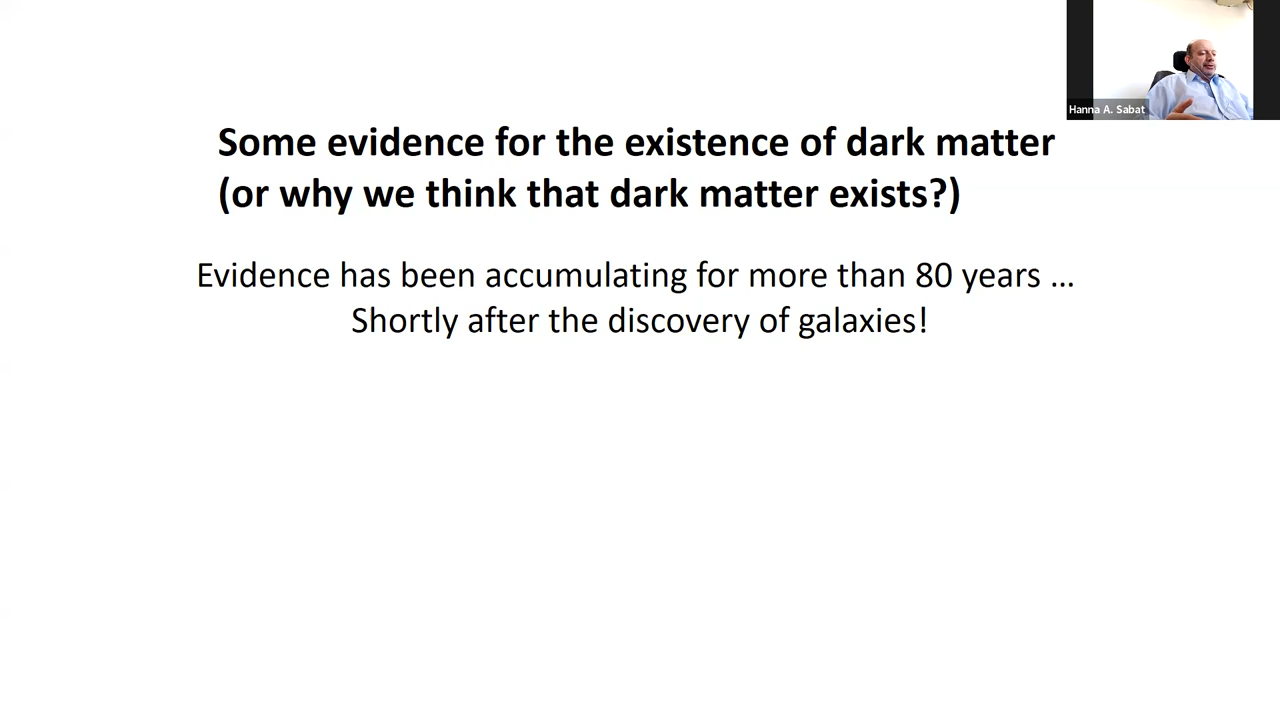 Some evidence for the existence of dark matter
(or why we think that dark matter exists?)
Evidence has been accumulating for more than 80 years …
Shortly after the discovery of galaxies!
Hanna A. Sabat